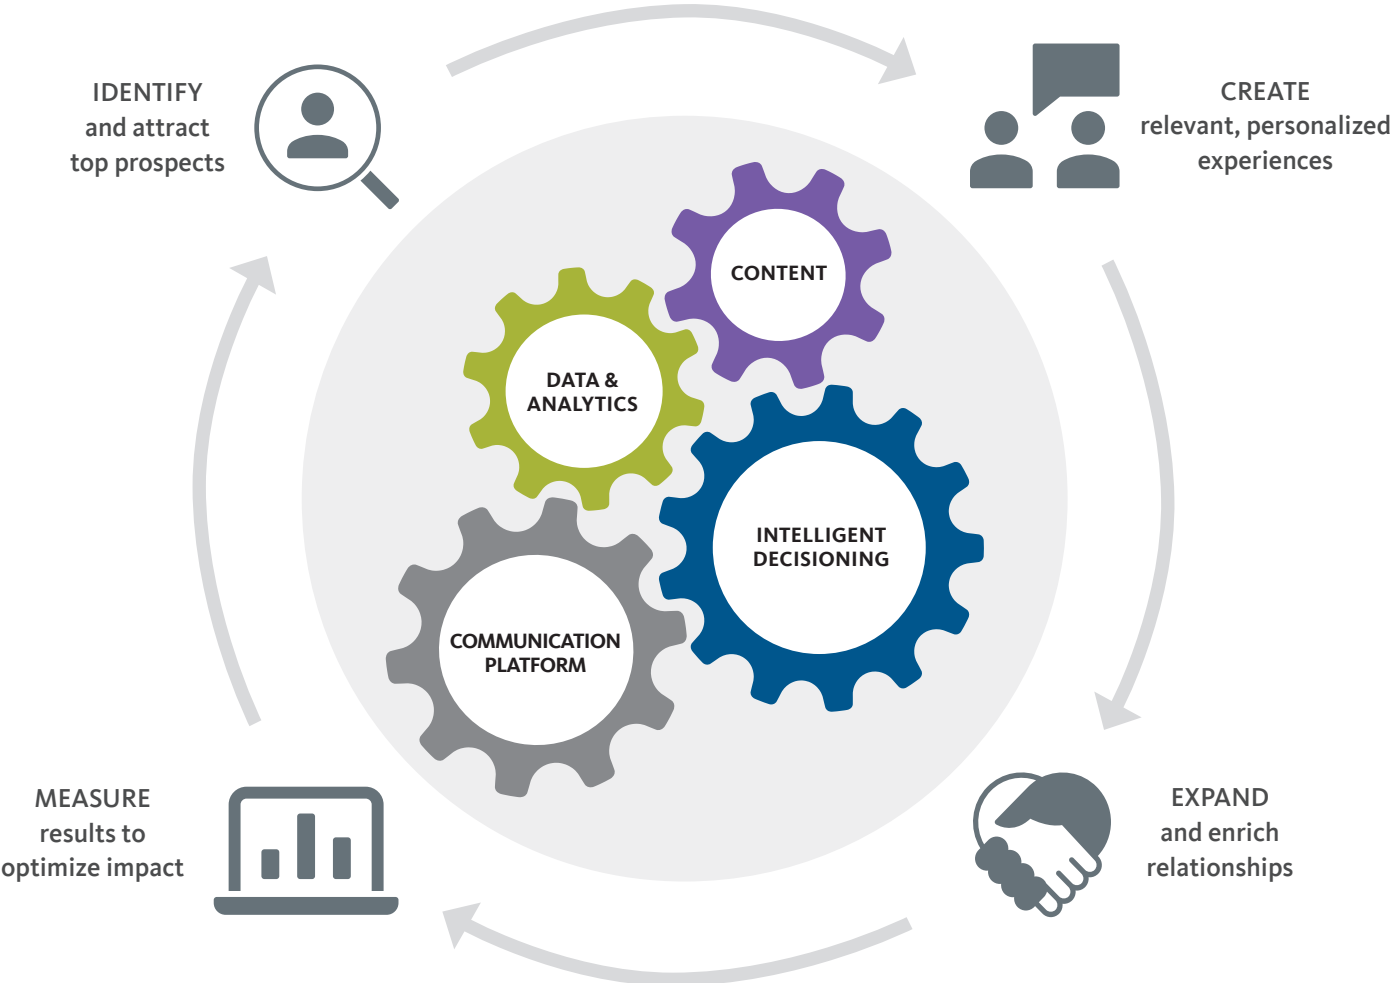 IDENTIFY
and attract
top prospects
CREATE
relevant, personalized
experiences
CONTENT
DATA &
ANALYTICS
INTELLIGENT
DECISIONING
COMMUNICATION
PLATFORM
MEASURE
results to
optimize impact
EXPAND
and enrich
relationships